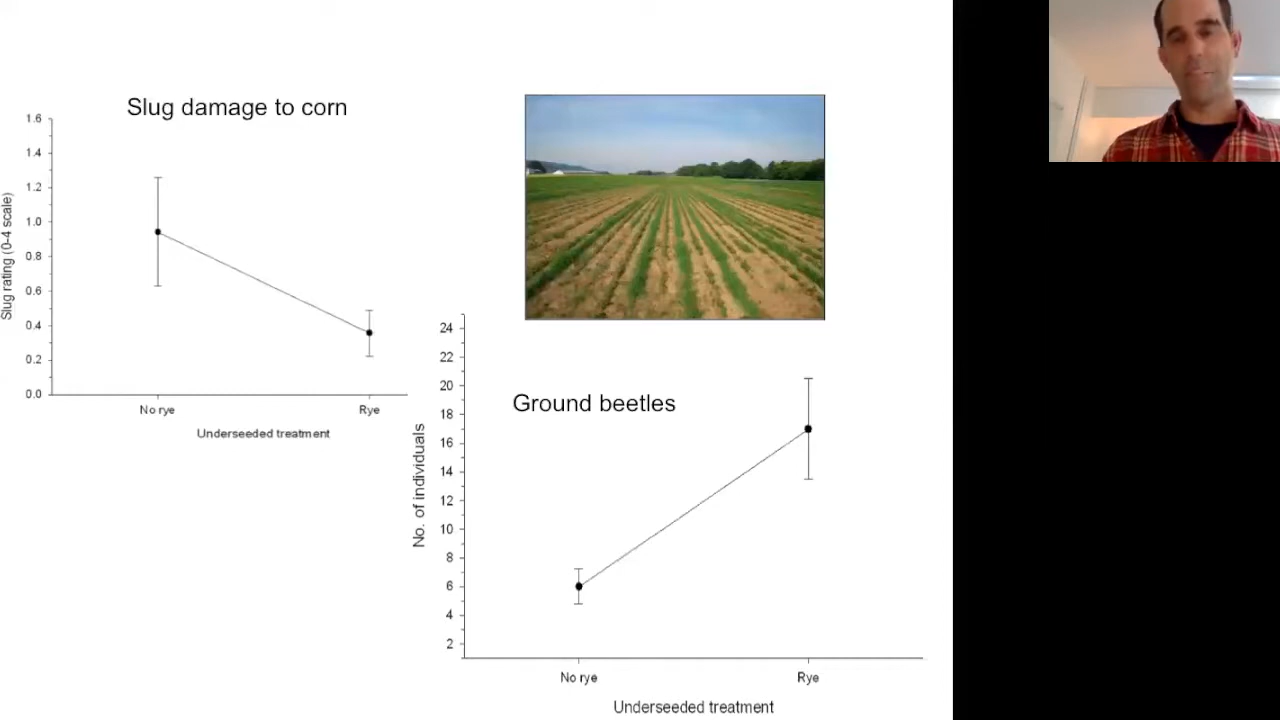 Slug damage to corn
Slug rating (0-4 scale)
1.6
1.4
1.2
1.0
0.8
0.6
0.4
0.2
0.0
No rye
Rye
Underseeded treatment
Ground beetles
No. of individuals
24
22
20
18
16
14
12
10
8
6
4
2
No rye
Rye
Underseeded treatment